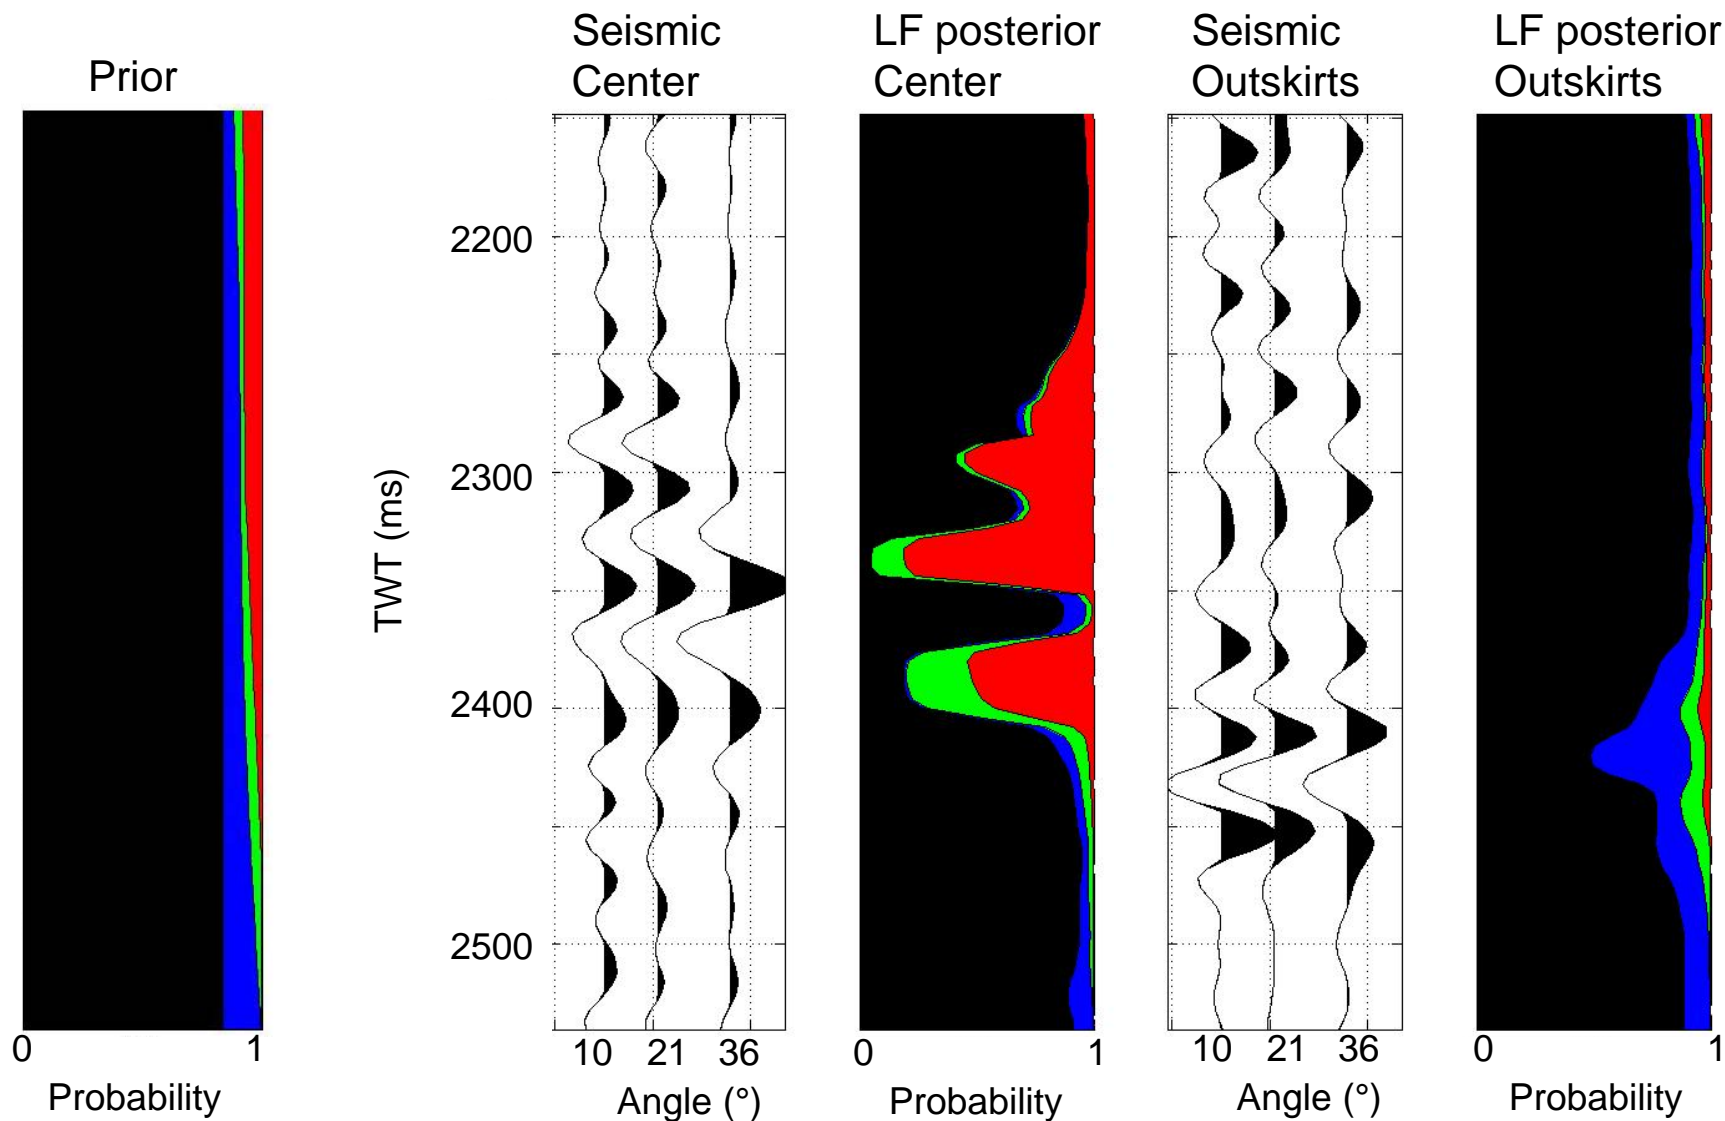 Prior
Seismic
Center
LF posterior
Center
Seismic
Outskirts
LF posterior
Outskirts
TWT (ms)
2200
2300
2400
2500
0 1
Probability
10 21 36
Angle (°)
0 1
Probability
10 21 36
Angle (°)
0 1
Probability